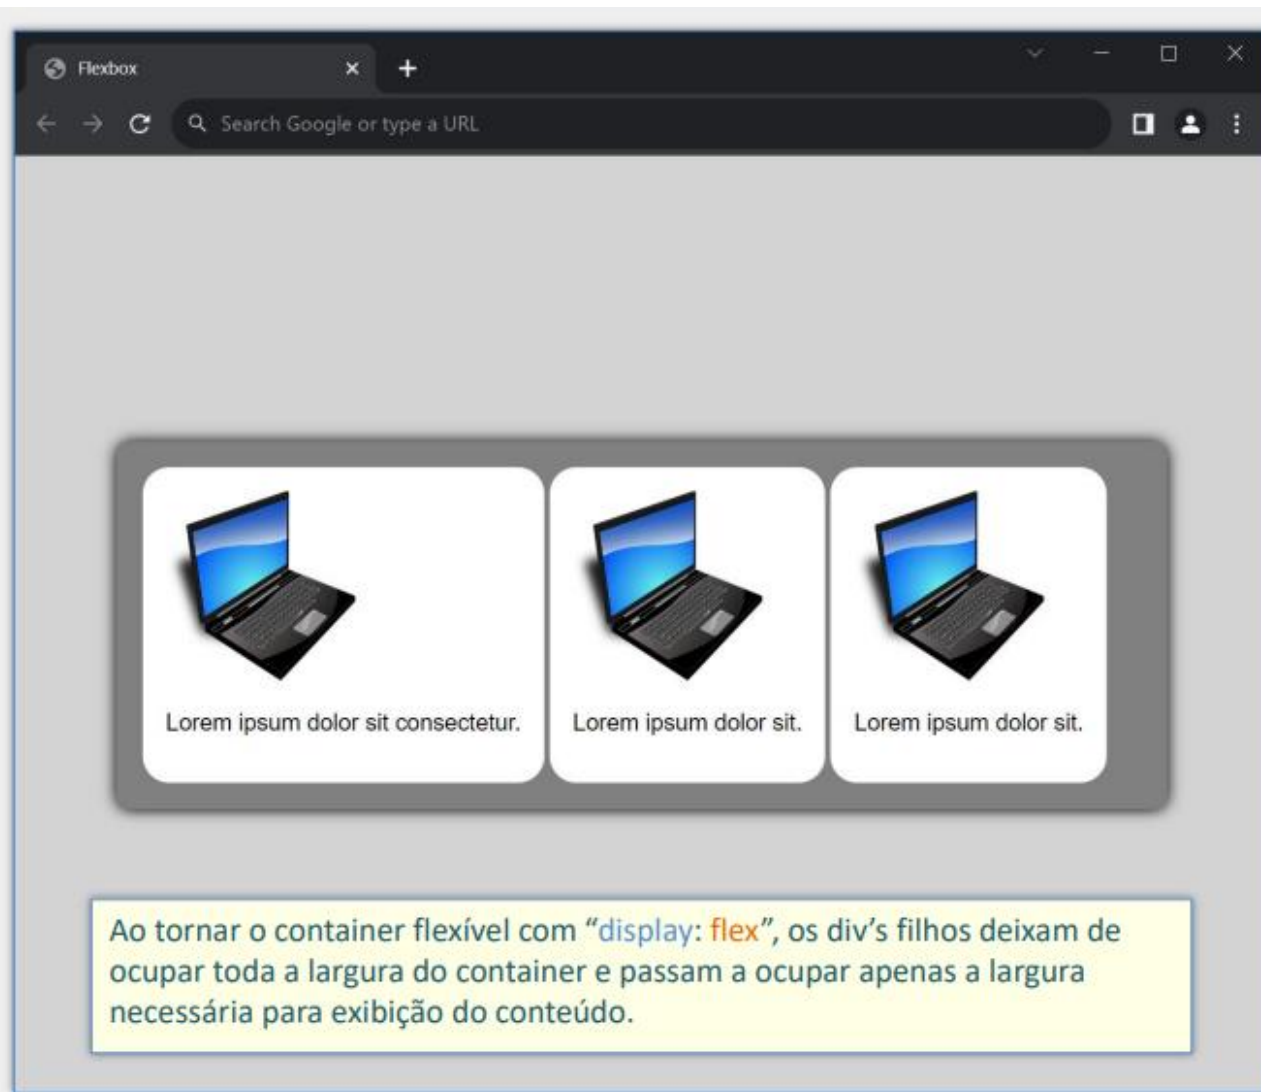 Flexbox
Search Google or type a URL
Lorem ipsum dolor sit consectetur.
Lorem ipsum dolor sit.
Lorem ipsum dolor sit.
Ao tornar o container flexível com “display: flex”, os div’s filhos deixam de
ocupar toda a largura do container e passam a ocupar apenas a largura
necessária para exibição do conteúdo.